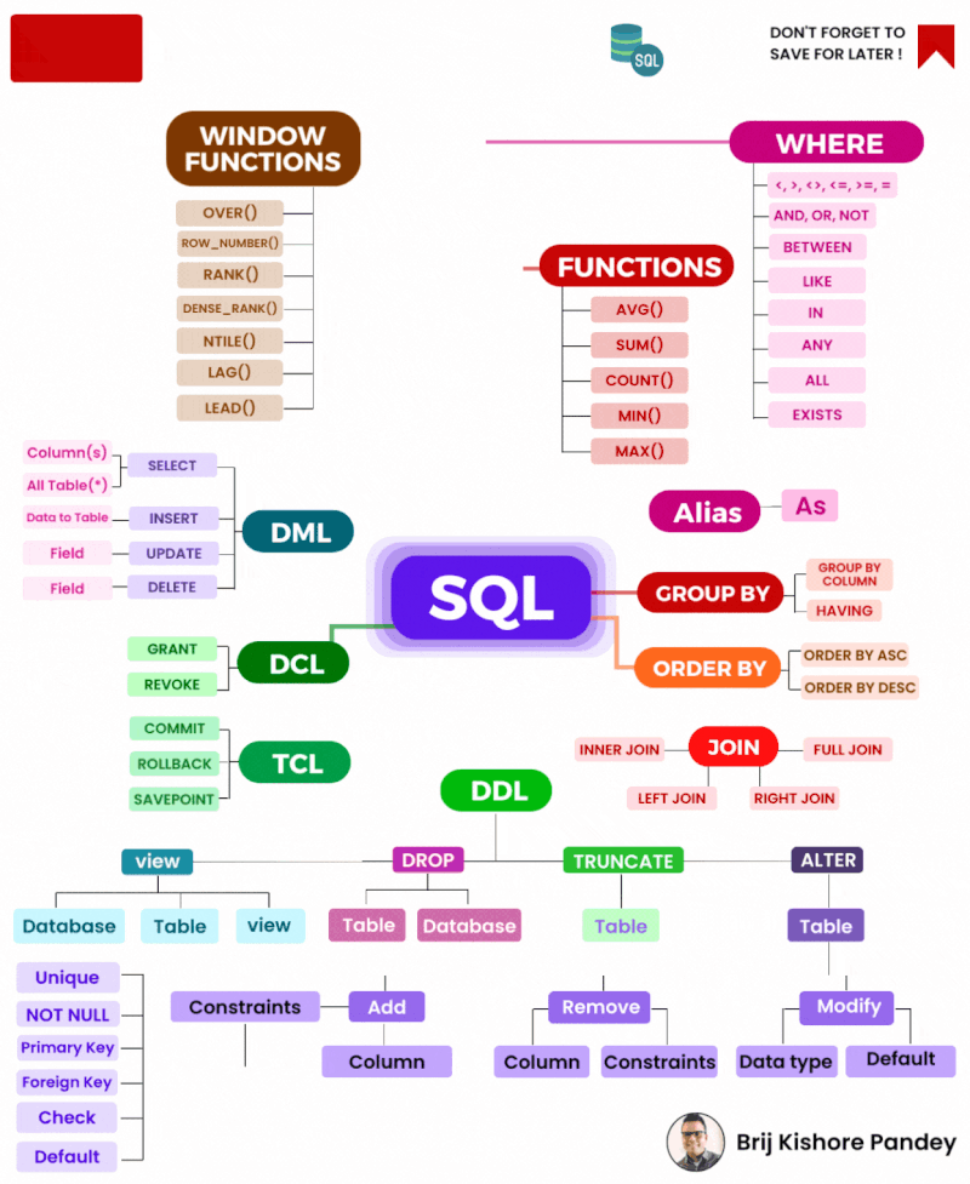 DON'T FORGET TO
SAVE FOR LATER !
SQL
WINDOW
FUNCTIONS
OVER()
ROW_NUMBER()
RANK()
DENSE_RANK()
NTILE()
LAG()
LEAD()
WHERE
<, >, <>, <=, >=, =
AND, OR, NOT
BETWEEN
LIKE
IN
ANY
ALL
EXISTS
FUNCTIONS
AVG()
SUM()
COUNT()
MIN()
MAX()
Column(s)
All Table(*)
SELECT
Data to Table
INSERT
Field
UPDATE
Field
DELETE
DML
Alias
As
SQL
GROUP BY
GROUP BY
COLUMN
HAVING
GRANT
REVOKE
DCL
ORDER BY
ORDER BY ASC
ORDER BY DESC
COMMIT
ROLLBACK
SAVEPOINT
TCL
INNER JOIN
JOIN
FULL JOIN
LEFT JOIN
RIGHT JOIN
DDL
view
DROP
TRUNCATE
ALTER
Database
Table
view
Table
Database
Table
Table
Unique
NOT NULL
Primary Key
Foreign Key
Check
Default
Constraints
Add
Column
Remove
Column
Constraints
Modify
Data type
Default
Brij Kishore Pandey